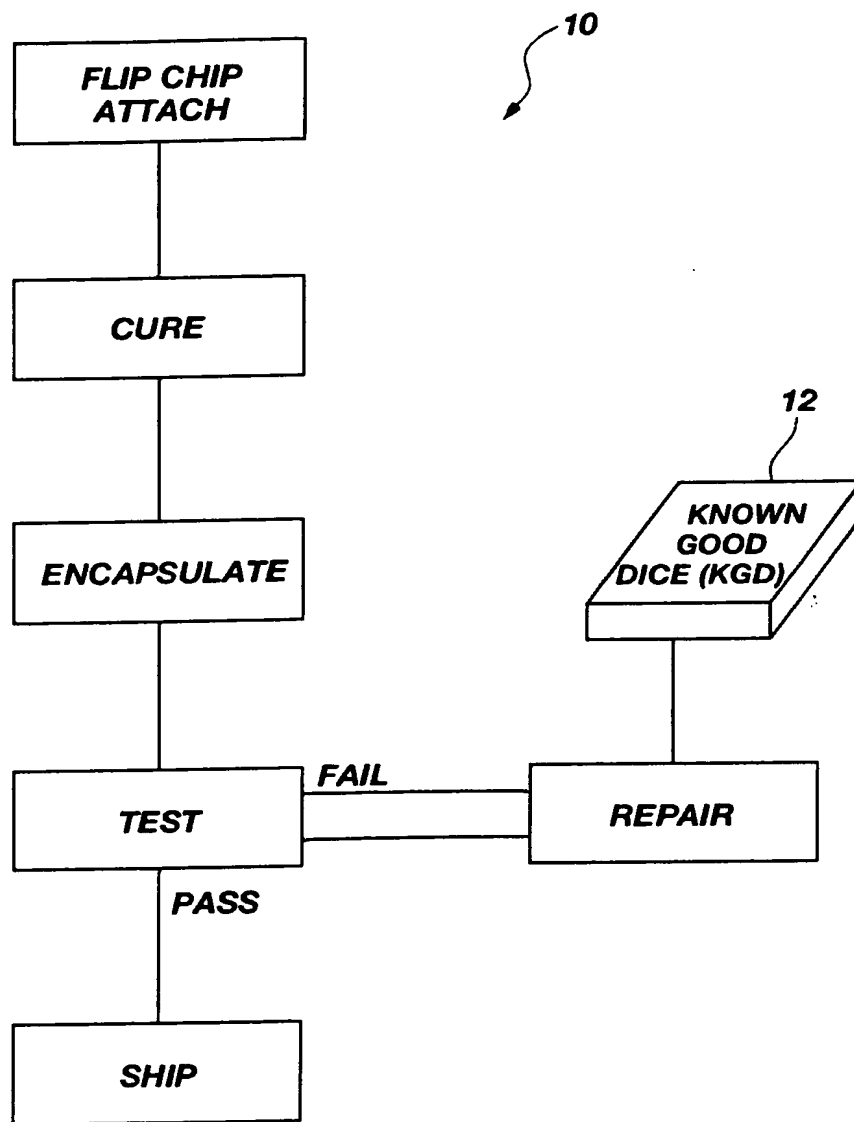 10
FLIP CHIP
ATTACH
CURE
12
KNOWN
GOOD
DICE (KGD)
ENCAPSULATE
FAIL
TEST
REPAIR
PASS
SHIP